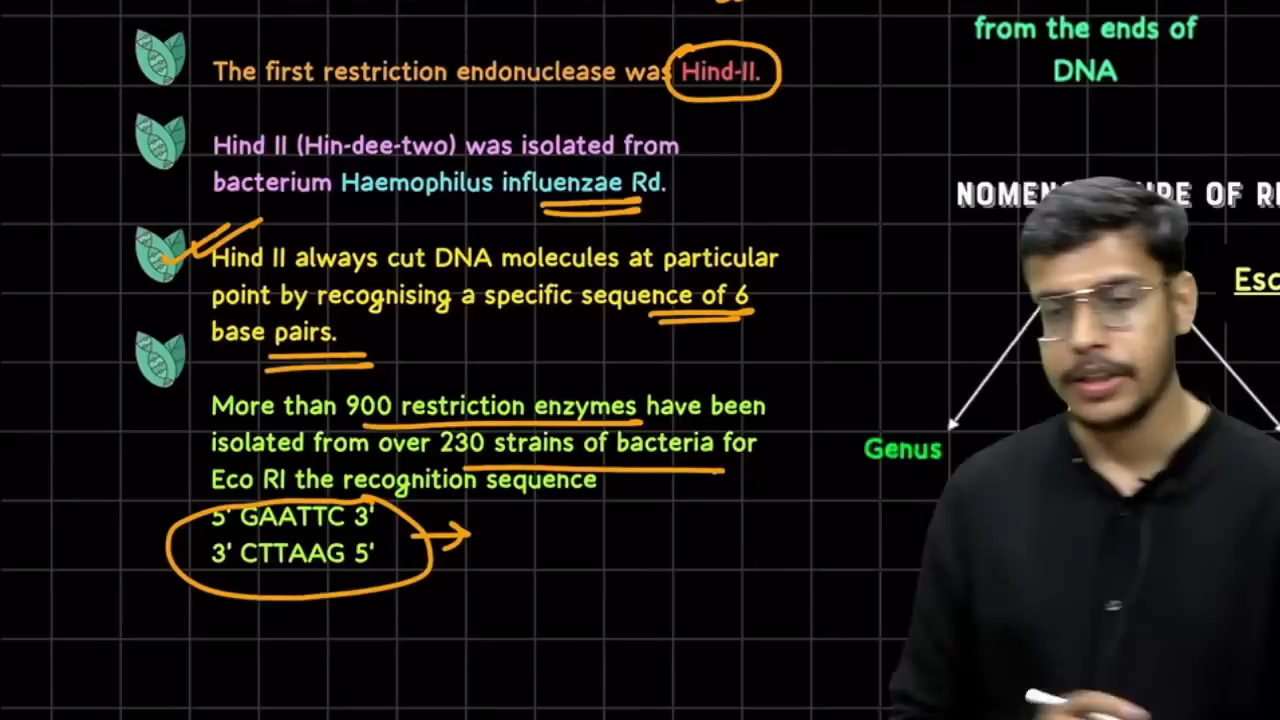 The first restriction endonuclease was Hind-II.
Hind II (Hin-dee-two) was isolated from
bacterium Haemophilus influenzae Rd.
Hind II always cut DNA molecules at particular
point by recognising a specific sequence of 6
base pairs.
More than 900 restriction enzymes have been
isolated from over 230 strains of bacteria for
Eco RI the recognition sequence
5' GAATTC 3'
3' CTTAAG 5'
from the ends of
DNA
Genus